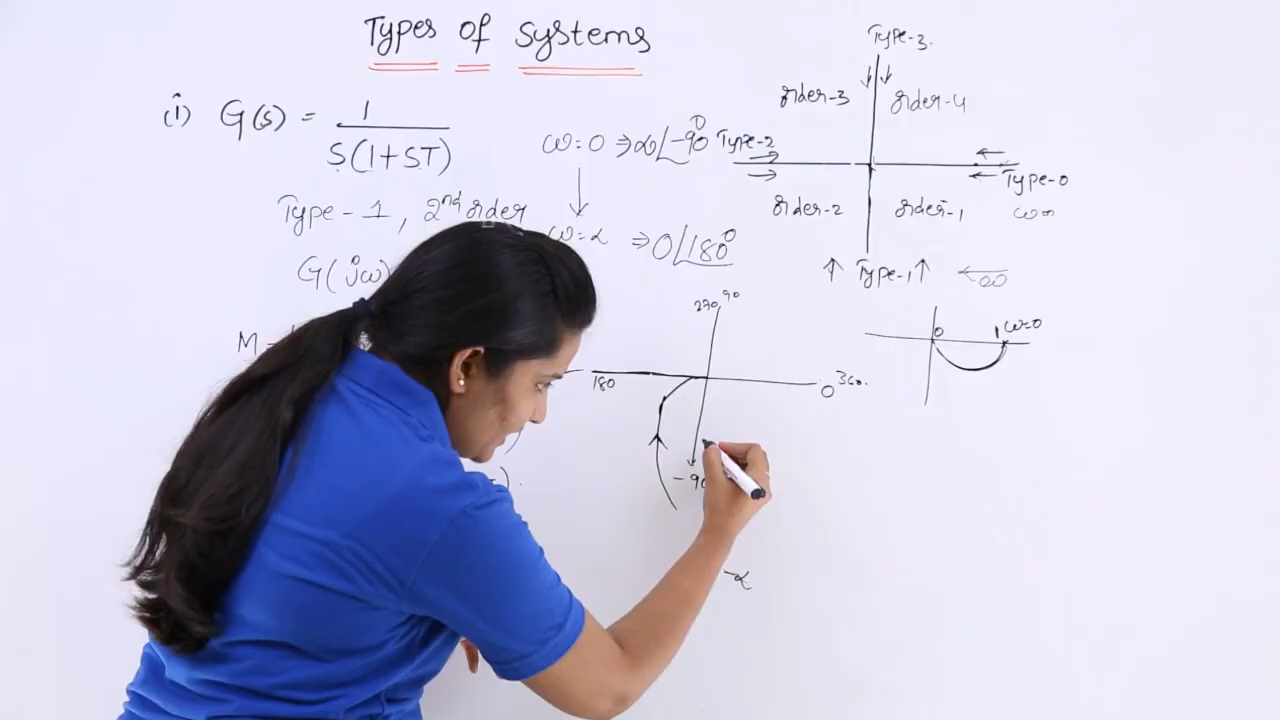 Types of Systems
(i) G(s) = 1 / S(1+ST)
Type-1, 2nd order
G(jω)
M -
ω=0 ⇒ ∝∠-90°
ω=∝ ⇒ 0∠180°
Type-3.
order-3
order-4
Type-2
Type-0
order-2
order-1
ω=∞
↑ Type-1 ↑
← ∞
270 90
180
0 360.
-90
-∝
0
1 ω=0